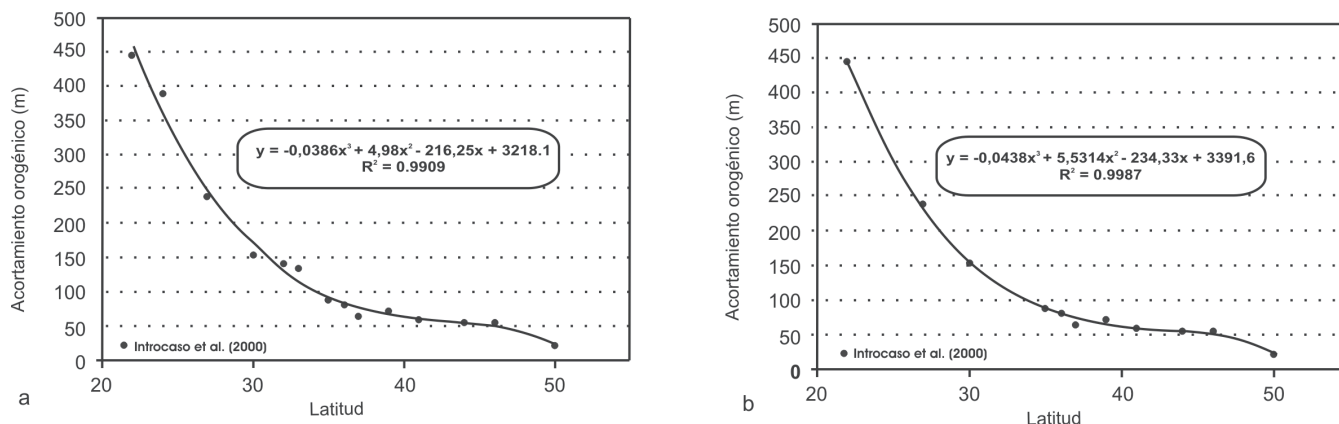 500
450
400
350
300
250
200
150
100
50
0
Acortamiento orogénico (m)
y = -0,0386x³ + 4,98x² - 216,25x + 3218.1
R² = 0.9909
Introcaso et al. (2000)
20 30 40 50
Latitud
a
500
450
400
350
300
250
200
150
100
50
0
Acortamiento orogénico (m)
y = -0,0438x³ + 5,5314x² - 234,33x + 3391,6
R² = 0.9987
Introcaso et al. (2000)
20 30 40 50
Latitud
b